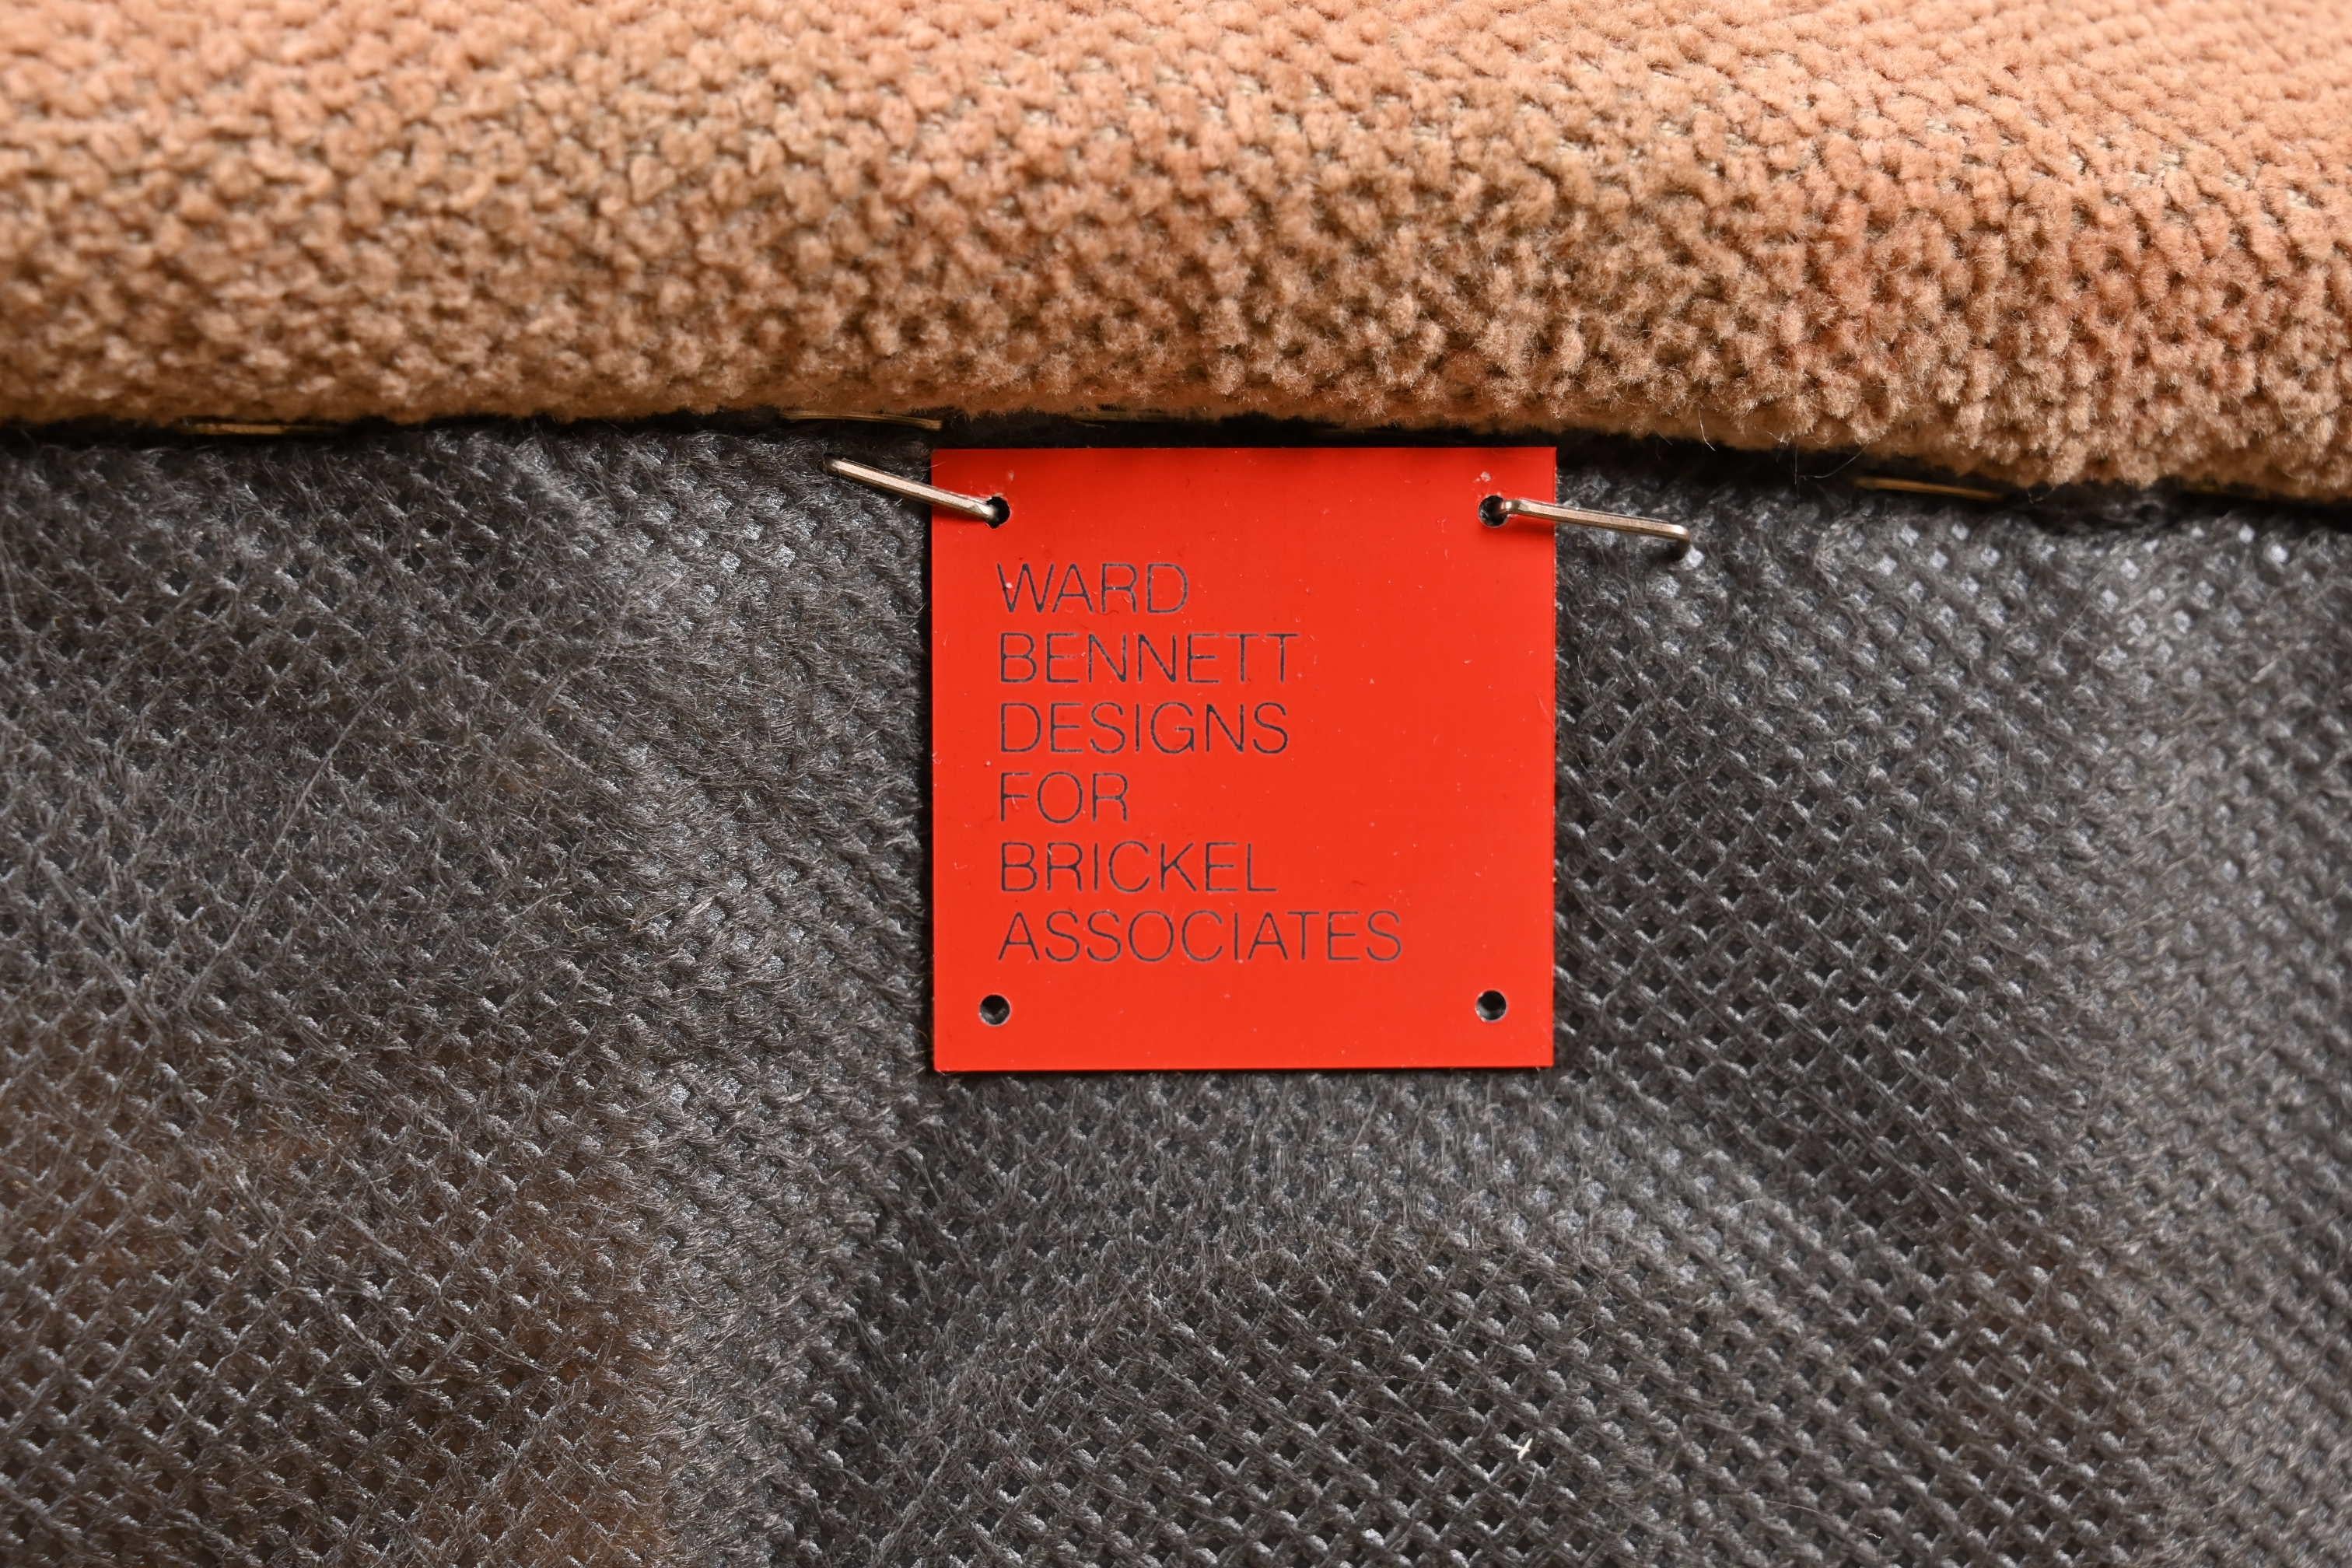 WARD
BENNETT
DESIGNS
FOR
BRICKEL
ASSOCIATES